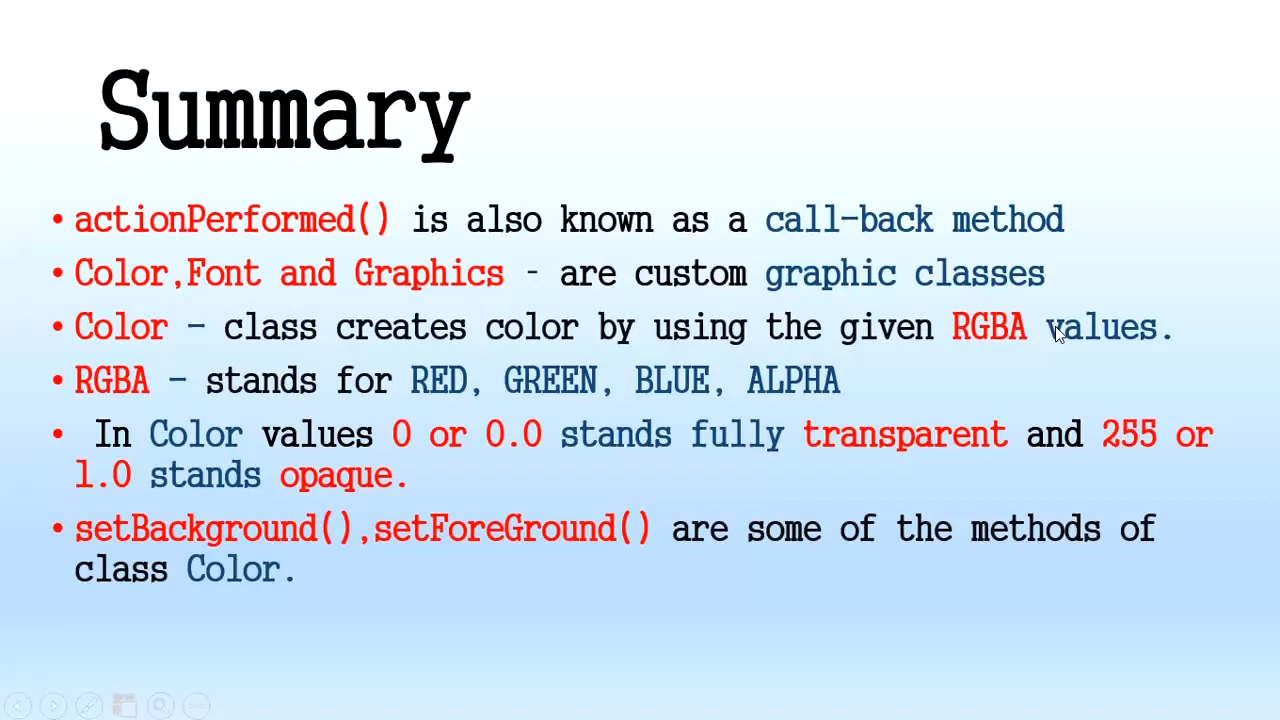 Summary
• actionPerformed() is also known as a call-back method
• Color,Font and Graphics - are custom graphic classes
• Color – class creates color by using the given RGBA values.
• RGBA – stands for RED, GREEN, BLUE, ALPHA
• In Color values 0 or 0.0 stands fully transparent and 255 or
1.0 stands opaque.
• setBackground(),setForeGround() are some of the methods of
class Color.